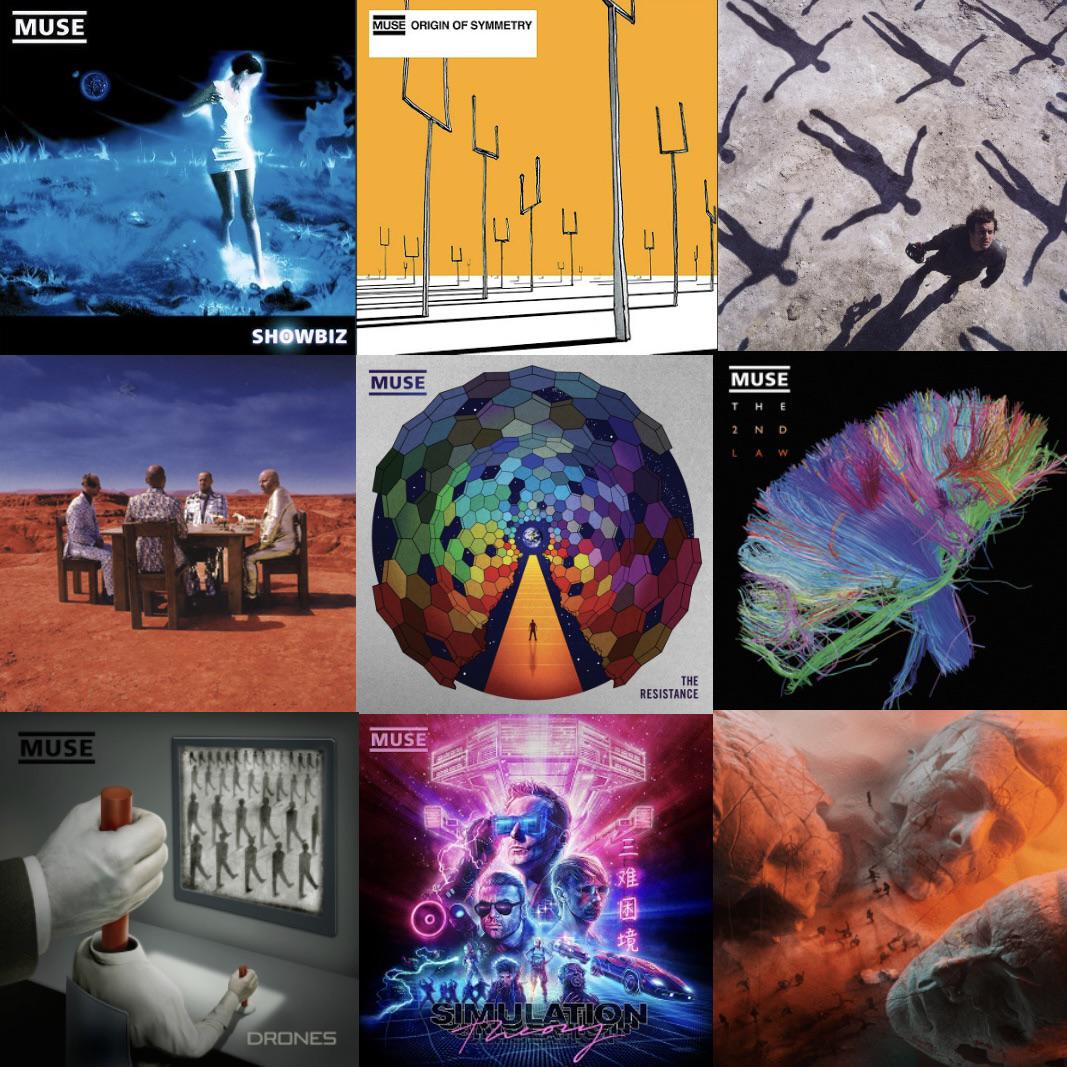 MUSE
SHOWBIZ
MUSE ORIGIN OF SYMMETRY
MUSE
THE
RESISTANCE
MUSE
THE
2ND
LAW
MUSE
DRONES
MUSE
三难困境
SIMULATION
Theory